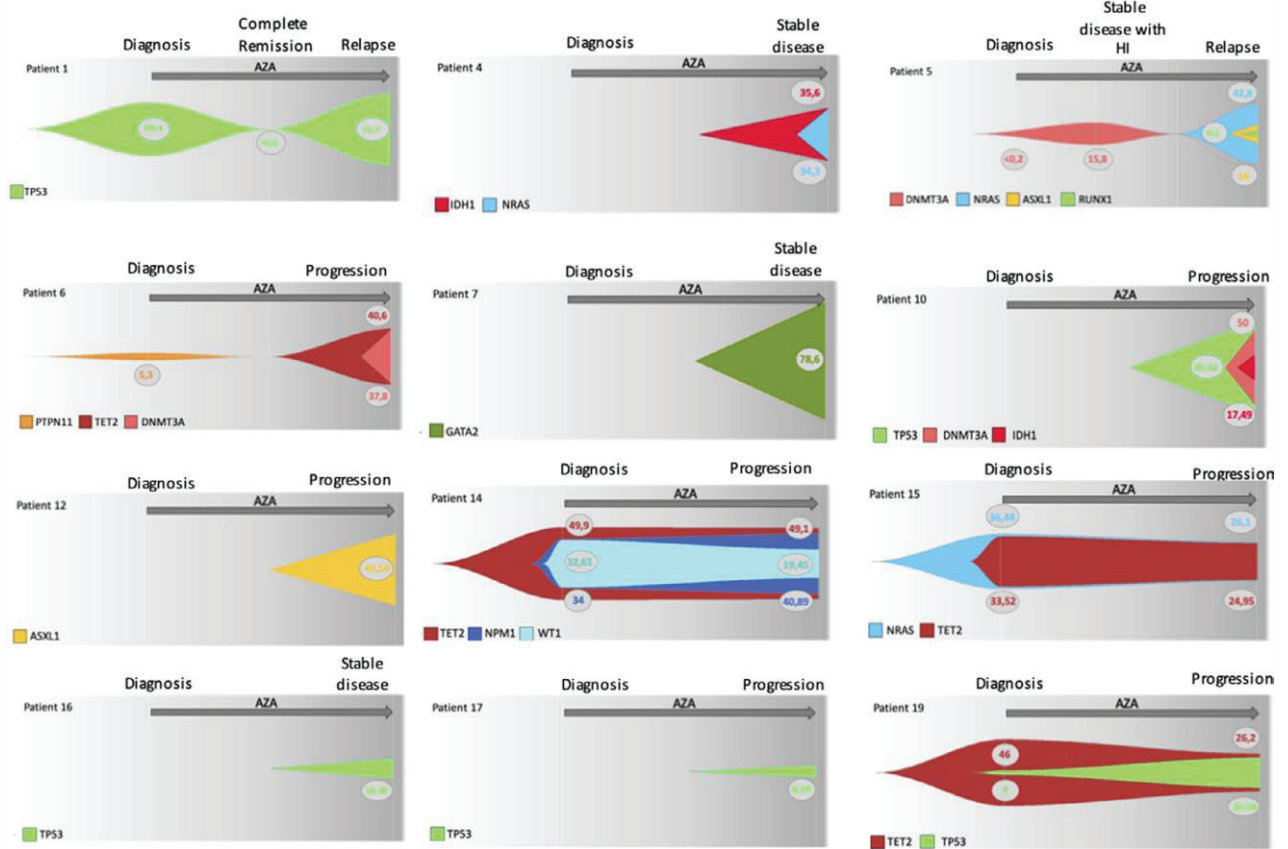 Diagnosis
Complete
Remission
Relapse
Patient 1
AZA
TP53
Diagnosis
Stable
disease
Patient 4
AZA
35,6
34,3
IDH1 NRAS
Stable
disease with
HI
Diagnosis
Relapse
Patient 5
AZA
42,8
<0,2
15,8
14
DNMT3A NRAS ASXL1 RUNX1
Diagnosis
Progression
Patient 6
AZA
40,6
5,3
37,8
PTPN11 TET2 DNMT3A
Diagnosis
Stable
disease
Patient 7
AZA
78,6
GATA2
Diagnosis
Progression
Patient 10
AZA
50
17,49
TP53 DNMT3A IDH1
Diagnosis
Progression
Patient 12
AZA
ASXL1
Diagnosis
Progression
Patient 14
AZA
49,9
49,1
32,61
19,45
34
40,89
TET2 NPM1 WT1
Diagnosis
Progression
Patient 15
AZA
36,44
26,1
33,52
24,95
NRAS TET2
Diagnosis
Stable
disease
Patient 16
AZA
TP53
Diagnosis
Progression
Patient 17
AZA
TP53
Diagnosis
Progression
Patient 19
AZA
46
26,2
TET2 TP53